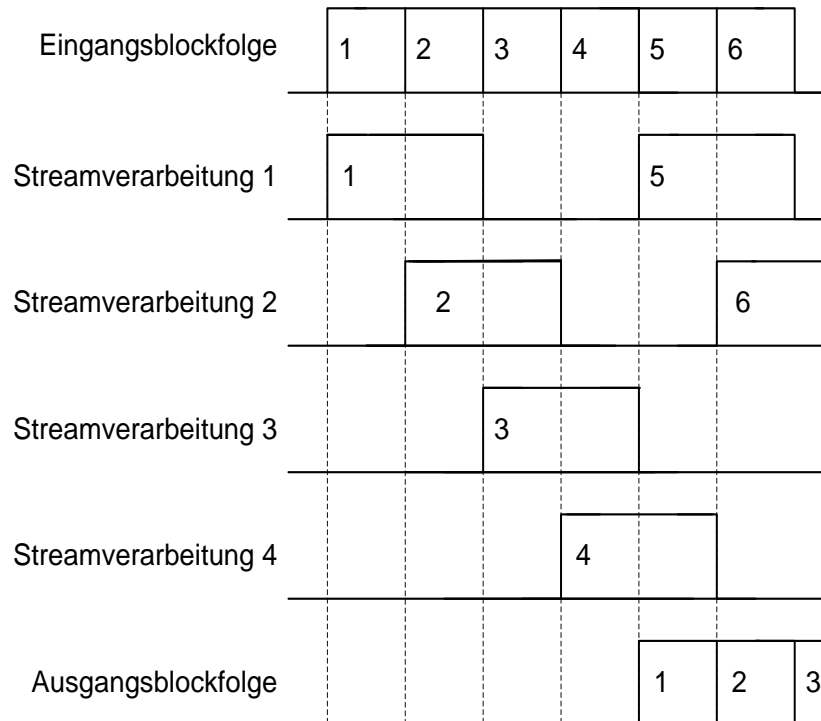 Eingangsblockfolge 1 2 3 4 5 6
Streamverarbeitung 1 1 5
Streamverarbeitung 2 2 6
Streamverarbeitung 3 3
Streamverarbeitung 4 4
Ausgangsblockfolge 1 2 3